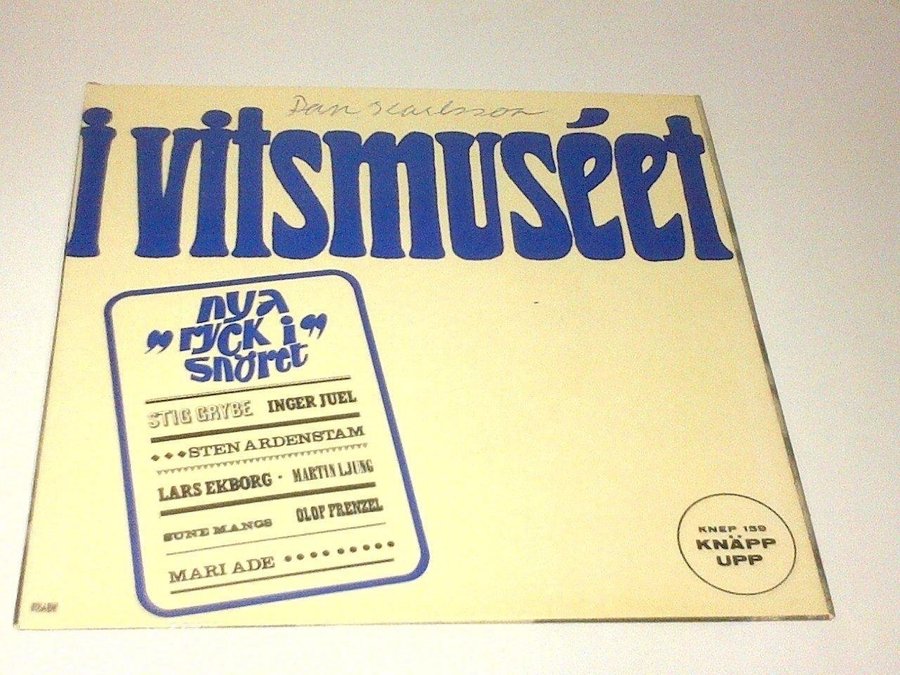 Dan
i vitsmuséet
nya
"ryck i"
snöret
STIG GRYBE INGER JUEL
STEN ARDENSTAM
LARS EKBORG · MARTIN LJUNG
SUNE MANGS OLOF FRENZEL
MARI ADE
KNEP 139
KNÄPP
UPP